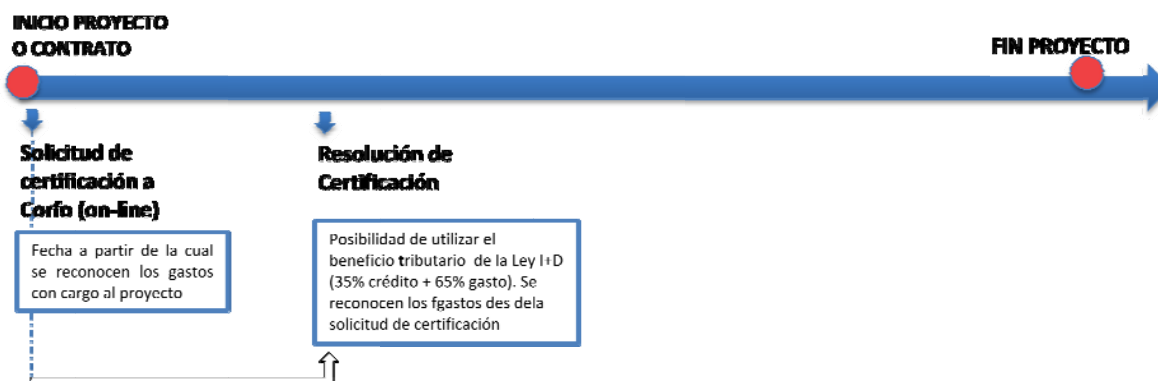 INICIO PROYECTO
O CONTRATO
FIN PROYECTO
Solicitud de
certificación a
Corfo (on-line)
Fecha a partir de la cual
se reconocen los gastos
con cargo al proyecto
Resolución de
Certificación
Posibilidad de utilizar el
beneficio tributario de la Ley I+D
(35% crédito + 65% gasto). Se
reconocen los fgastos des dela
solicitud de certificación